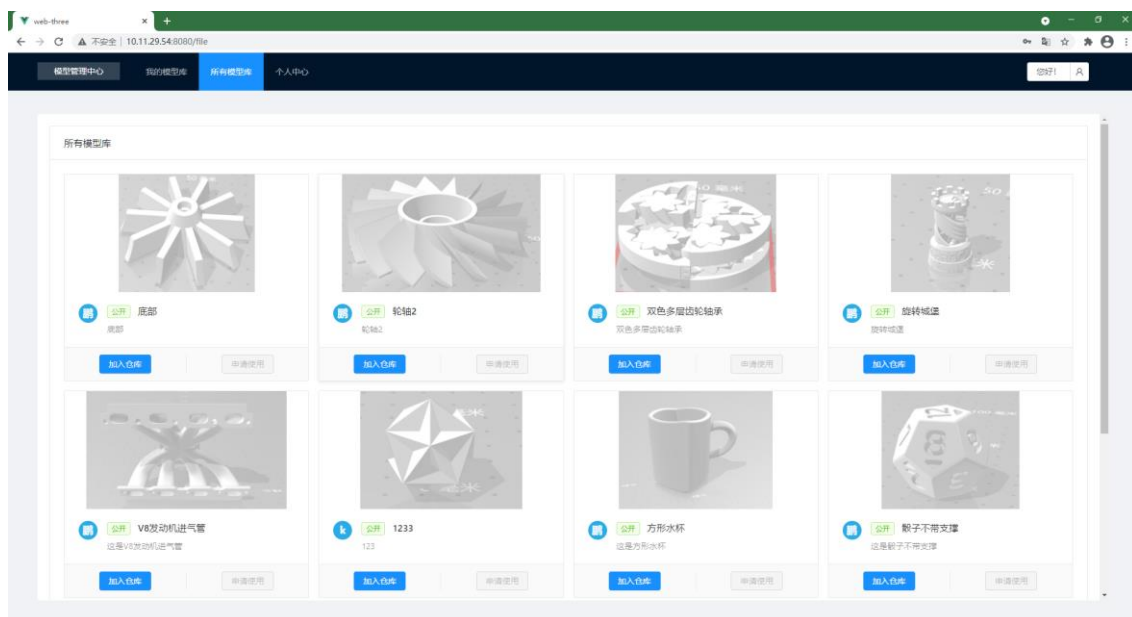 web-three
不安全 | 10.11.29.54:8080/file
模型管理中心 我的模型库 所有模型库 个人中心 您好!
所有模型库
公开 底部
底部
公开 轮轴2
轮轴2
公开 双色多层齿轮轴承
双色多层齿轮轴承
公开 旋转城堡
旋转城堡
加入仓库 申请使用 加入仓库 申请使用 加入仓库 申请使用 加入仓库 申请使用
公开 V8发动机进气管
这是V8发动机进气管
k 公开 1233
123
公开 方形水杯
这是方形水杯
公开 骰子不带支撑
这是骰子不带支撑
加入仓库 申请使用 加入仓库 申请使用 加入仓库 申请使用 加入仓库 申请使用